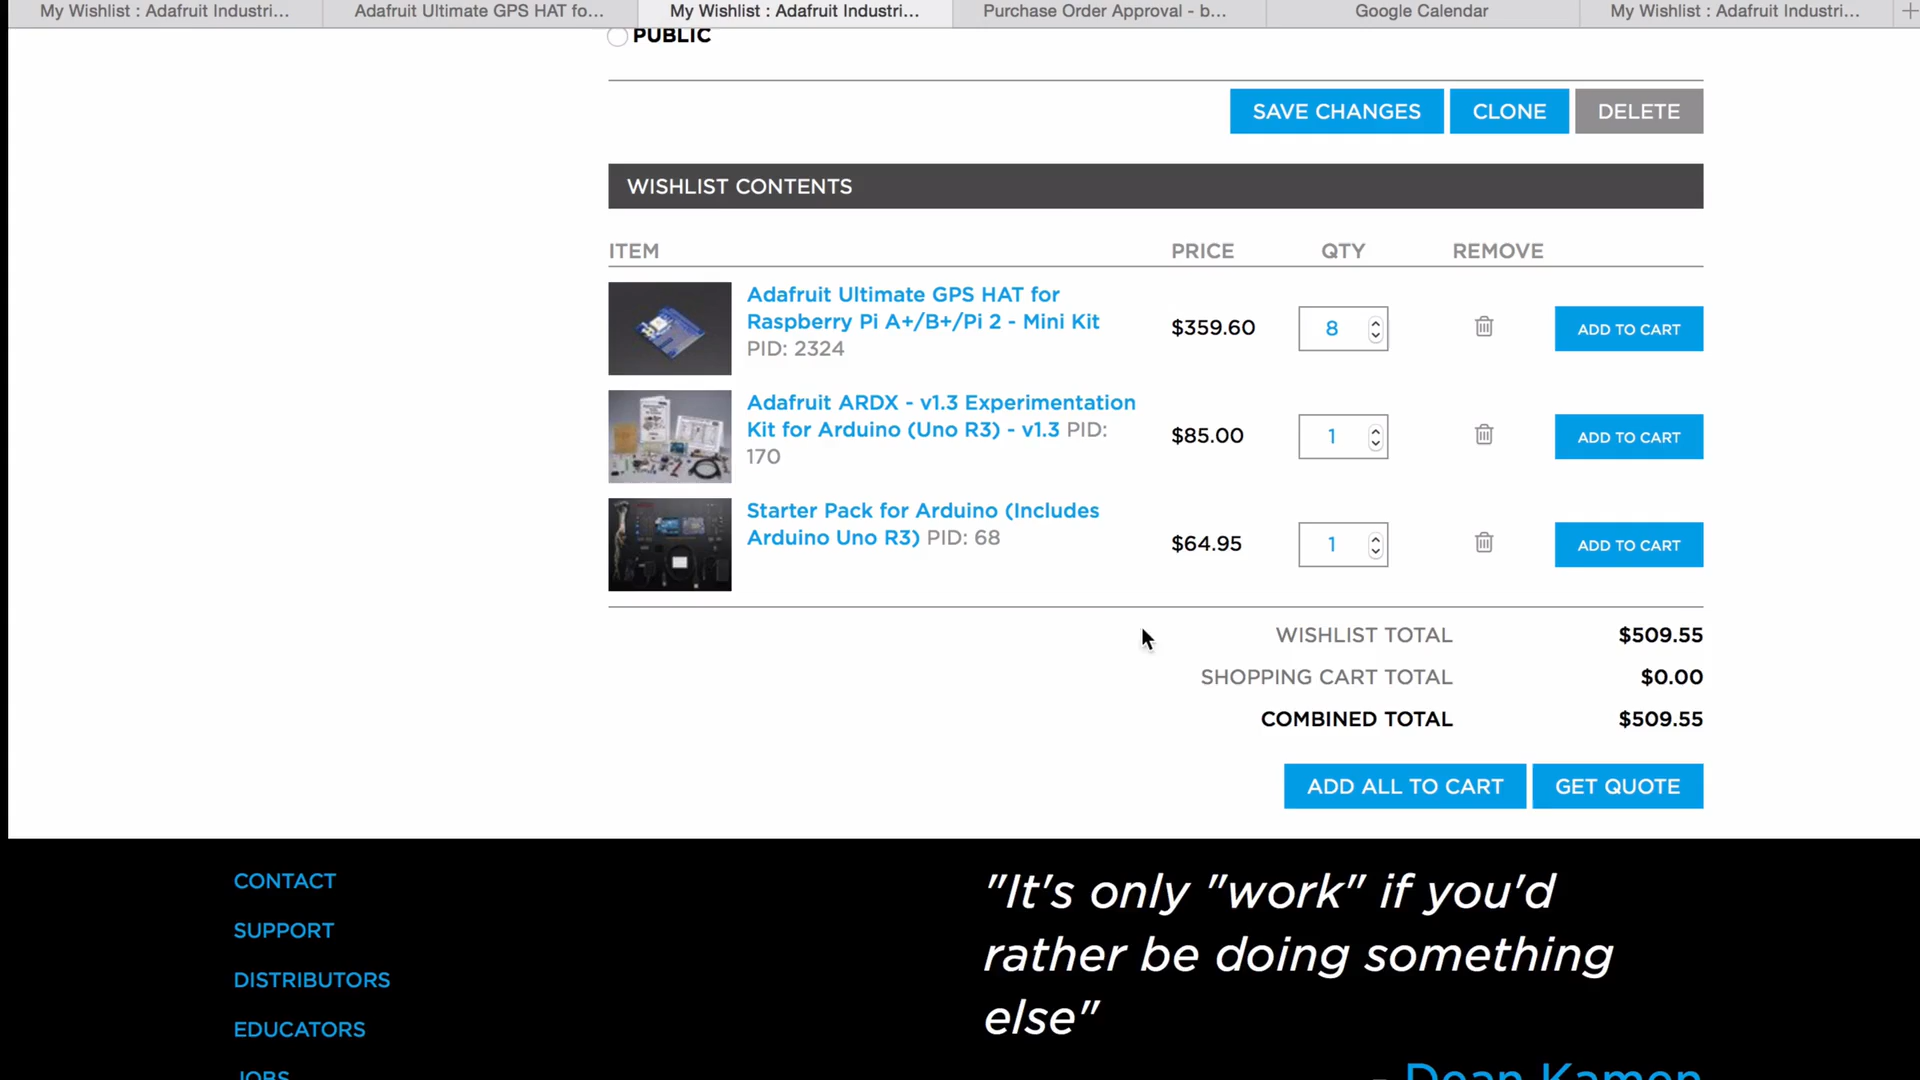 My Wishlist : Adafruit Industri... Adafruit Ultimate GPS HAT fo... My Wishlist : Adafruit Industri... Purchase Order Approval - b... Google Calendar My Wishlist : Adafruit Industri... +
PUBLIC
SAVE CHANGES CLONE DELETE
WISHLIST CONTENTS
ITEM PRICE QTY REMOVE
Adafruit Ultimate GPS HAT for
Raspberry Pi A+/B+/Pi 2 - Mini Kit $359.60 8 ADD TO CART
PID: 2324
Adafruit ARDX - v1.3 Experimentation
Kit for Arduino (Uno R3) - v1.3 PID: $85.00 1 ADD TO CART
170
Starter Pack for Arduino (Includes
Arduino Uno R3) PID: 68 $64.95 1 ADD TO CART
WISHLIST TOTAL $509.55
SHOPPING CART TOTAL $0.00
COMBINED TOTAL $509.55
ADD ALL TO CART GET QUOTE
CONTACT
SUPPORT
DISTRIBUTORS
EDUCATORS
JOBS
"It's only "work" if you'd
rather be doing something
else"
- Dean Kamen